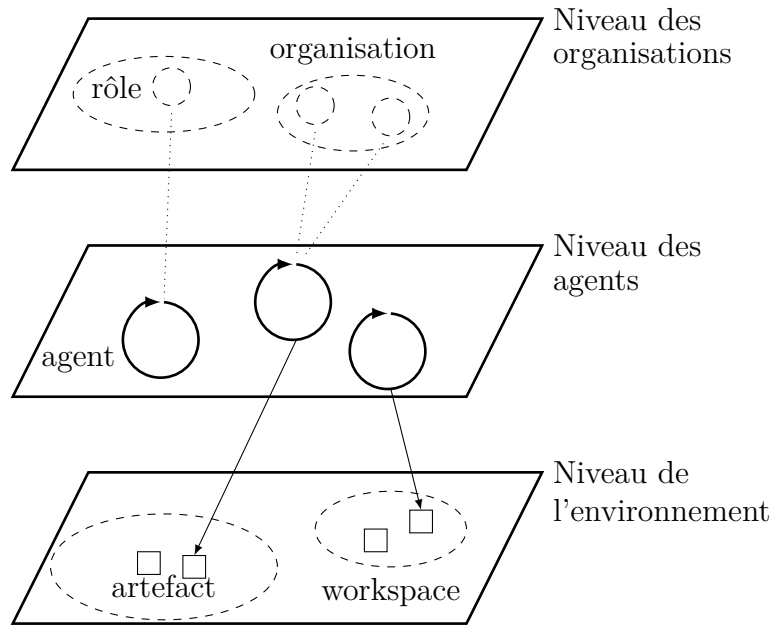 Niveau des
organisations
organisation
rôle
Niveau des
agents
agent
Niveau de
l'environnement
artefact
workspace